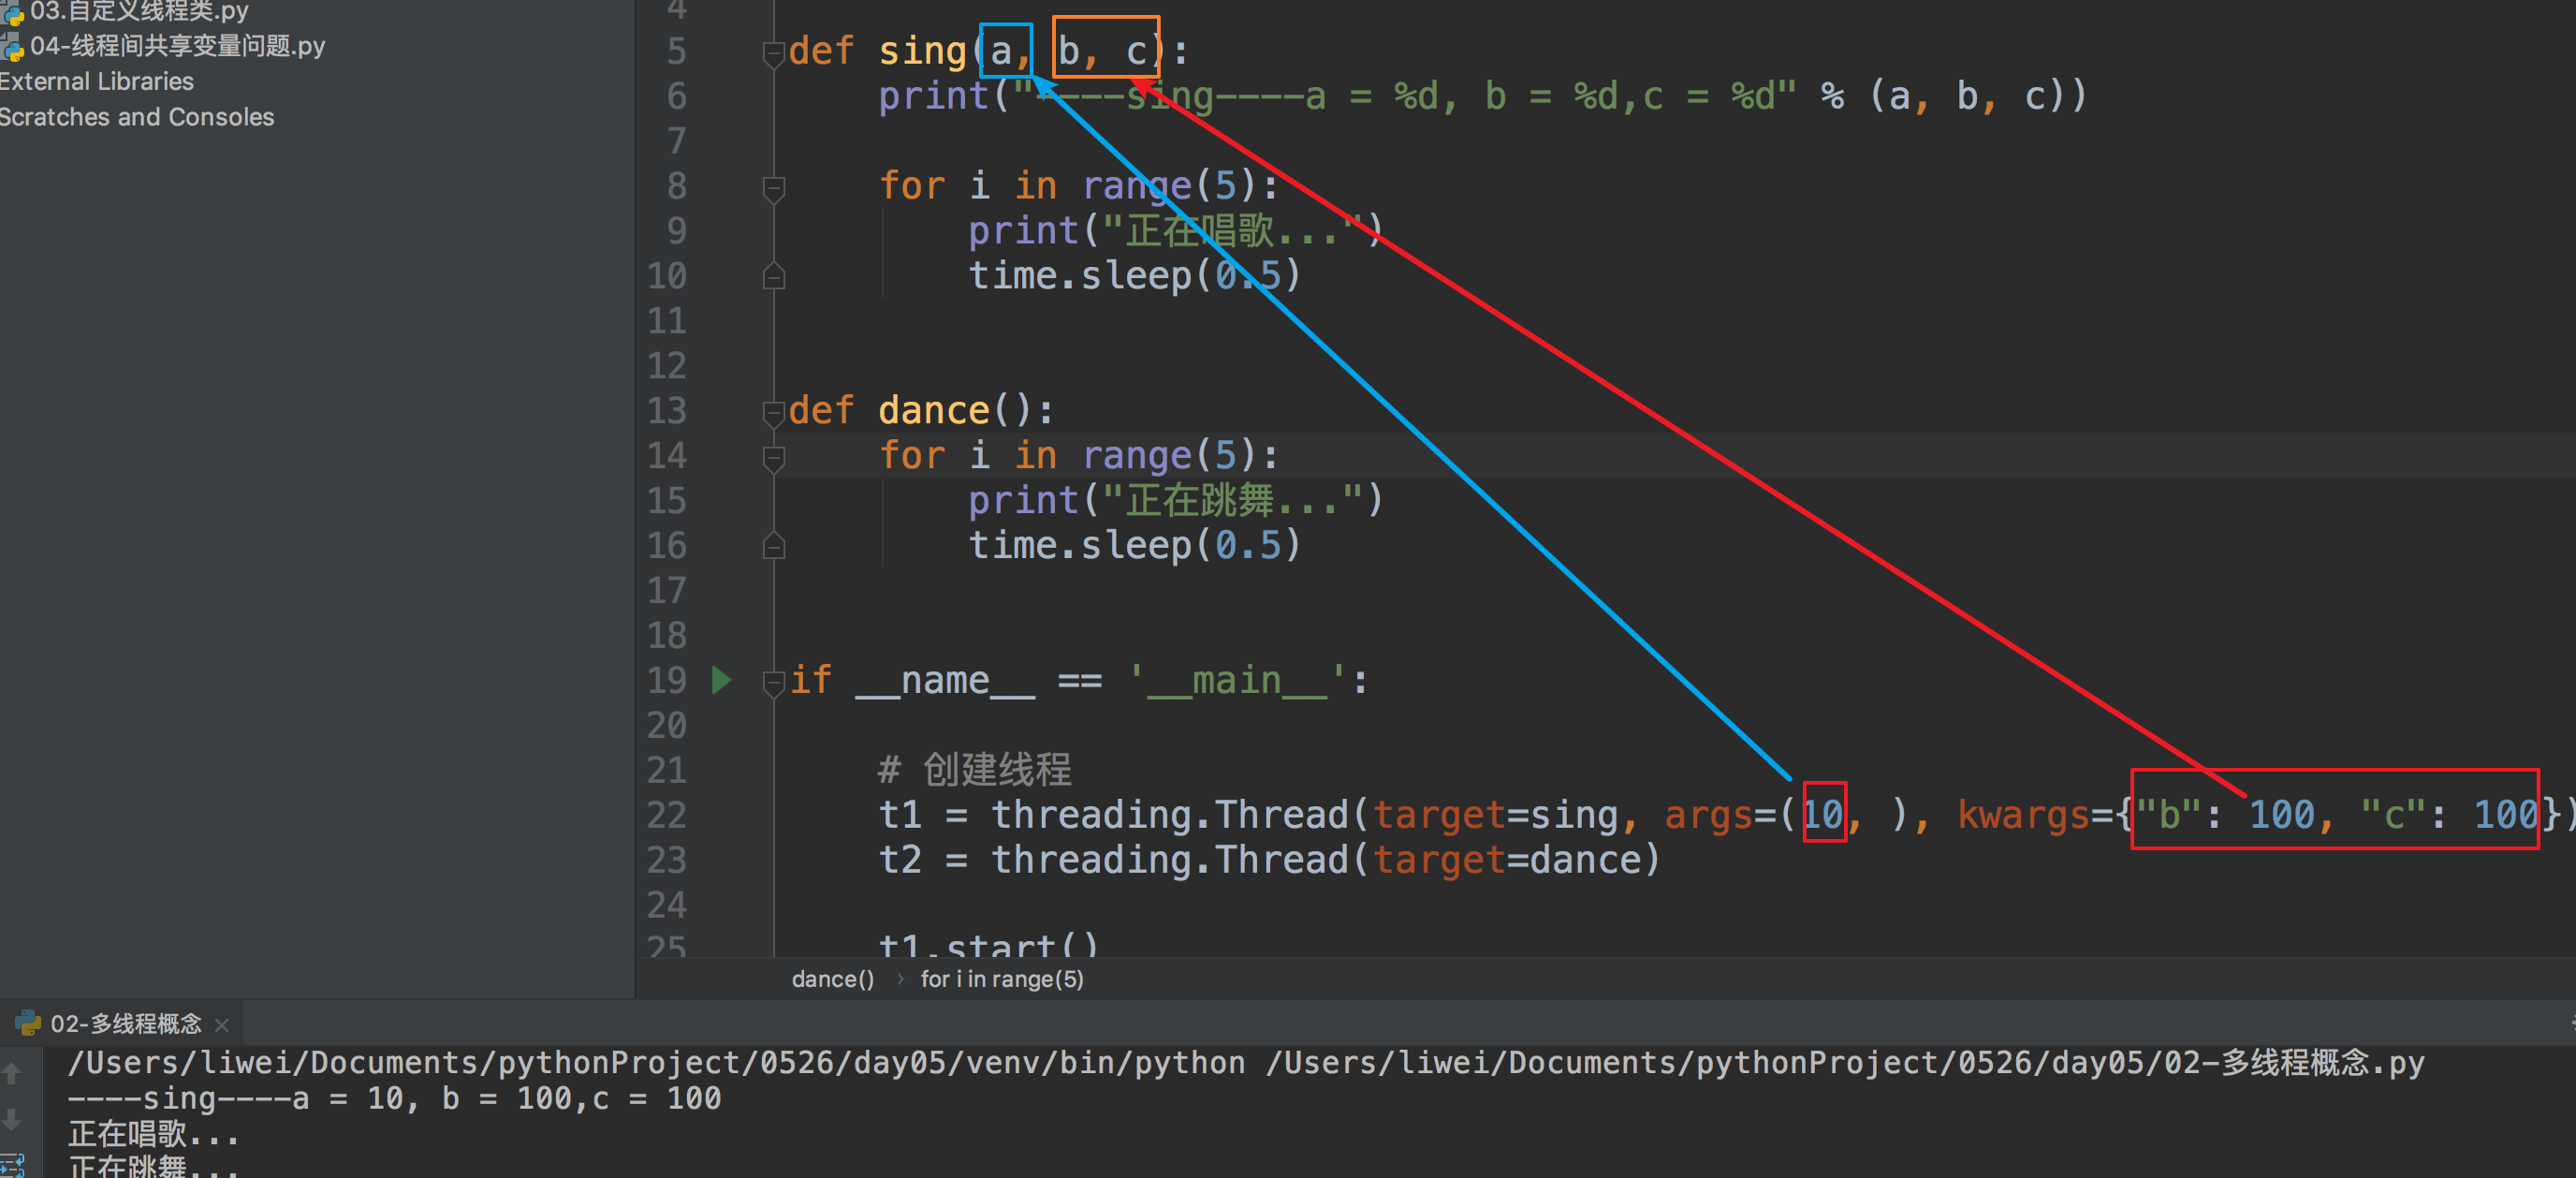 03.自定义线程类.py
04-线程间共享变量问题.py
External Libraries
Scratches and Consoles
4
5 def sing(a, b, c):
6 print("----sing----a = %d, b = %d,c = %d" % (a, b, c))
7
8 for i in range(5):
9 print("正在唱歌...")
10 time.sleep(0.5)
11
12
13 def dance():
14 for i in range(5):
15 print("正在跳舞...")
16 time.sleep(0.5)
17
18
19 if __name__ == '__main__':
20
21 # 创建线程
22 t1 = threading.Thread(target=sing, args=(10, ), kwargs={"b": 100, "c": 100})
23 t2 = threading.Thread(target=dance)
24
25 t1.start()
dance() › for i in range(5)
02-多线程概念 ×
/Users/liwei/Documents/pythonProject/0526/day05/venv/bin/python /Users/liwei/Documents/pythonProject/0526/day05/02-多线程概念.py
----sing----a = 10, b = 100,c = 100
正在唱歌...
正在跳舞...